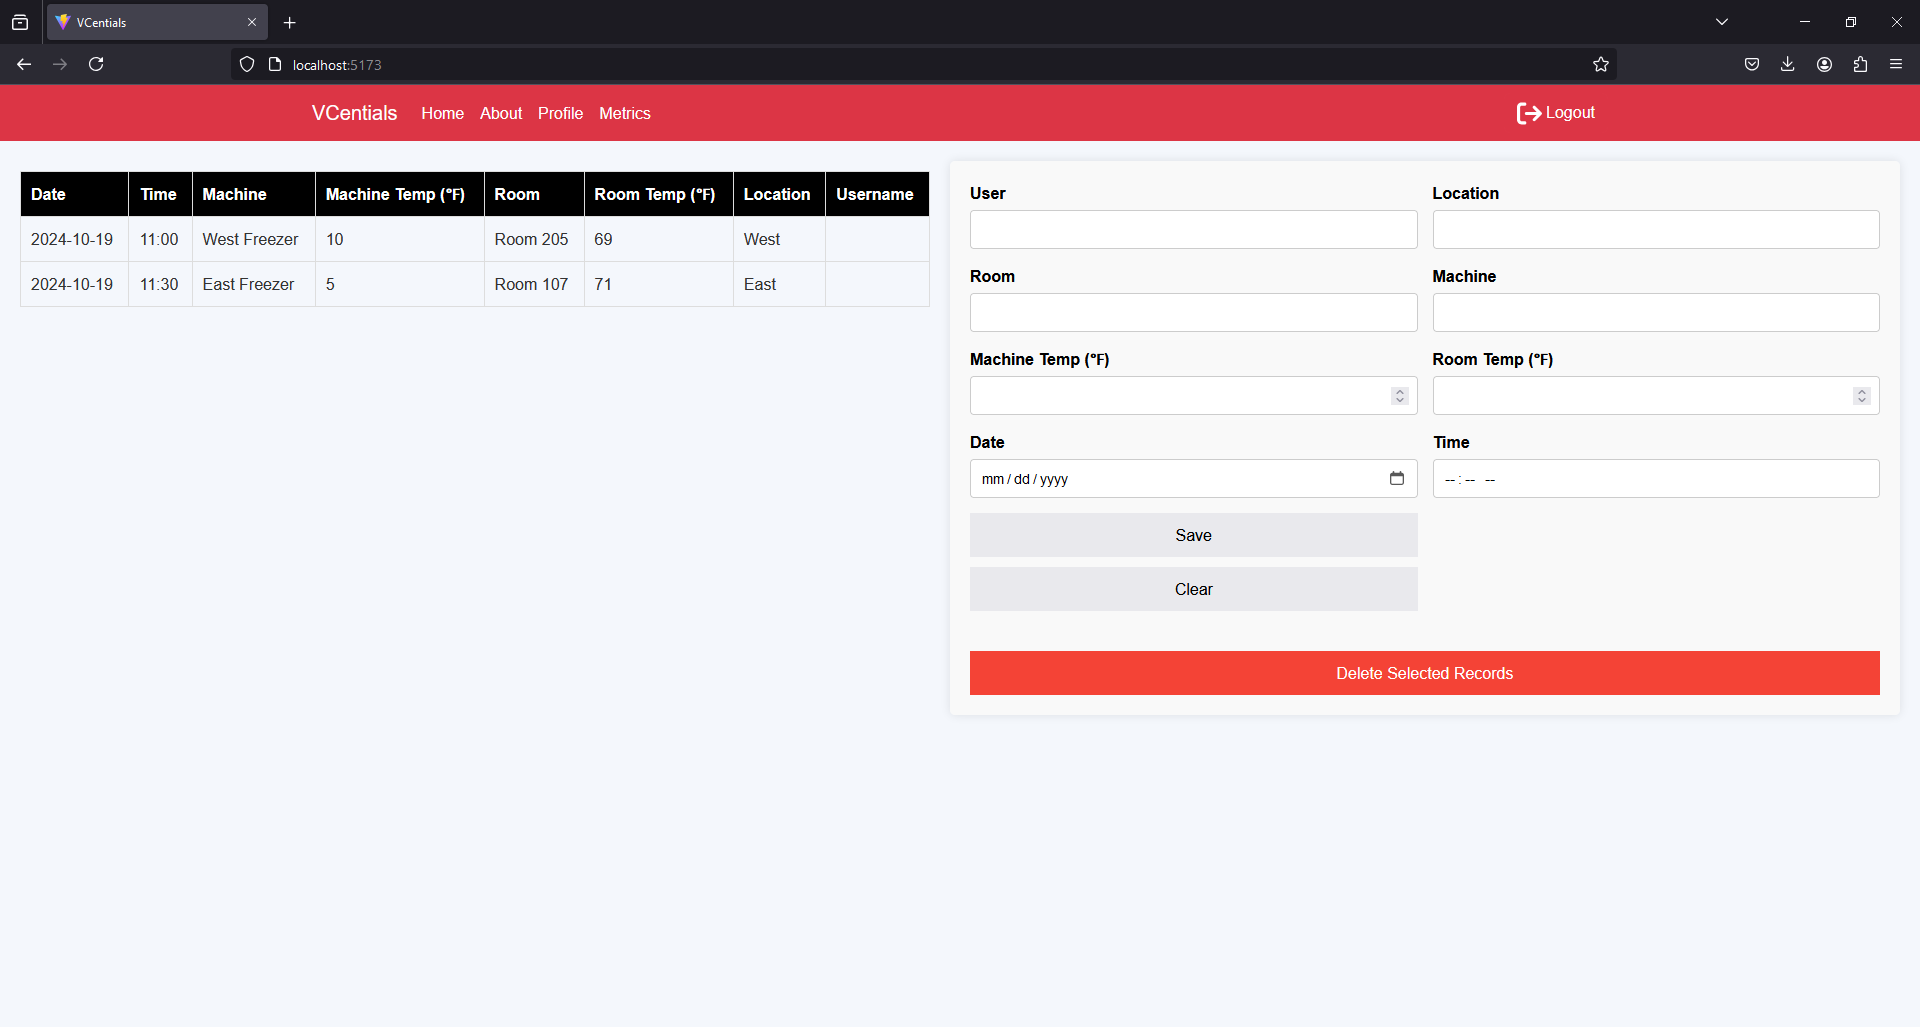 VCentials
localhost:5173
VCentials Home About Profile Metrics Logout
Date Time Machine Machine Temp (°F) Room Room Temp (°F) Location Username
2024-10-19 11:00 West Freezer 10 Room 205 69 West
2024-10-19 11:30 East Freezer 5 Room 107 71 East
User Location
Room Machine
Machine Temp (°F) Room Temp (°F)
Date Time
mm / dd / yyyy -- : -- --
Save
Clear
Delete Selected Records